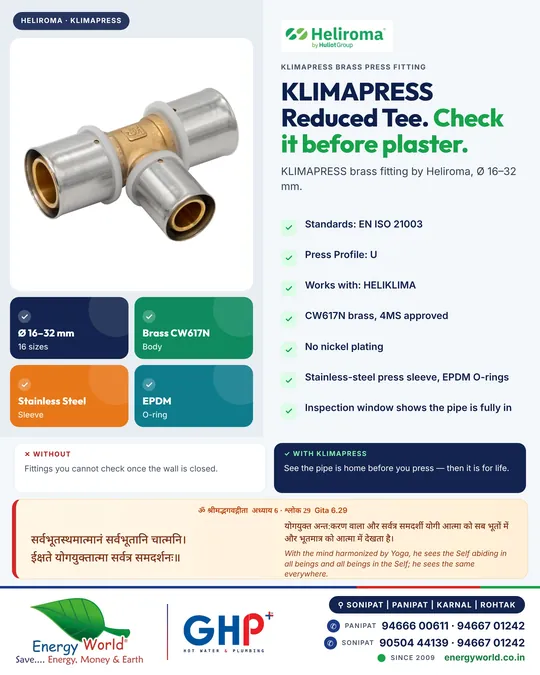 HELIROMA · KLIMAPRESS
Heliroma®
by HuliotGroup
KLIMAPRESS BRASS PRESS FITTING
KLIMAPRESS
Reduced Tee. Check
it before plaster.
KLIMAPRESS brass fitting by Heliroma, Ø 16–32
mm.
Standards: EN ISO 21003
Press Profile: U
Works with: HELIKLIMA
CW617N brass, 4MS approved
No nickel plating
Stainless-steel press sleeve, EPDM O-rings
Inspection window shows the pipe is fully in
Ø 16–32 mm
16 sizes
Brass CW617N
Body
Stainless Steel
Sleeve
EPDM
O-ring
✕ WITHOUT
Fittings you cannot check once the wall is closed.
✓ WITH KLIMAPRESS
See the pipe is home before you press — then it is for life.
ॐ श्रीमद्भगवद्गीता अध्याय 6 · श्लोक 29 Gita 6.29
सर्वभूतस्थमात्मानं सर्वभूतानि चात्मनि।
ईक्षते योगयुक्तात्मा सर्वत्र समदर्शनः॥
योगयुक्त अन्त:करण वाला और सर्वत्र समदर्शी योगी आत्मा को सब भूतों में
और भूतमात्र को आत्मा में देखता है।
With the mind harmonized by Yoga, he sees the Self abiding in
all beings and all beings in the Self; he sees the same
everywhere.
Energy World®
Save.... Energy, Money & Earth
GHP+
HOT WATER & PLUMBING
SONIPAT | PANIPAT | KARNAL | ROHTAK
PANIPAT 94666 00611 · 94667 01242
SONIPAT 90504 44139 · 94667 01242
SINCE 2009 energyworld.co.in